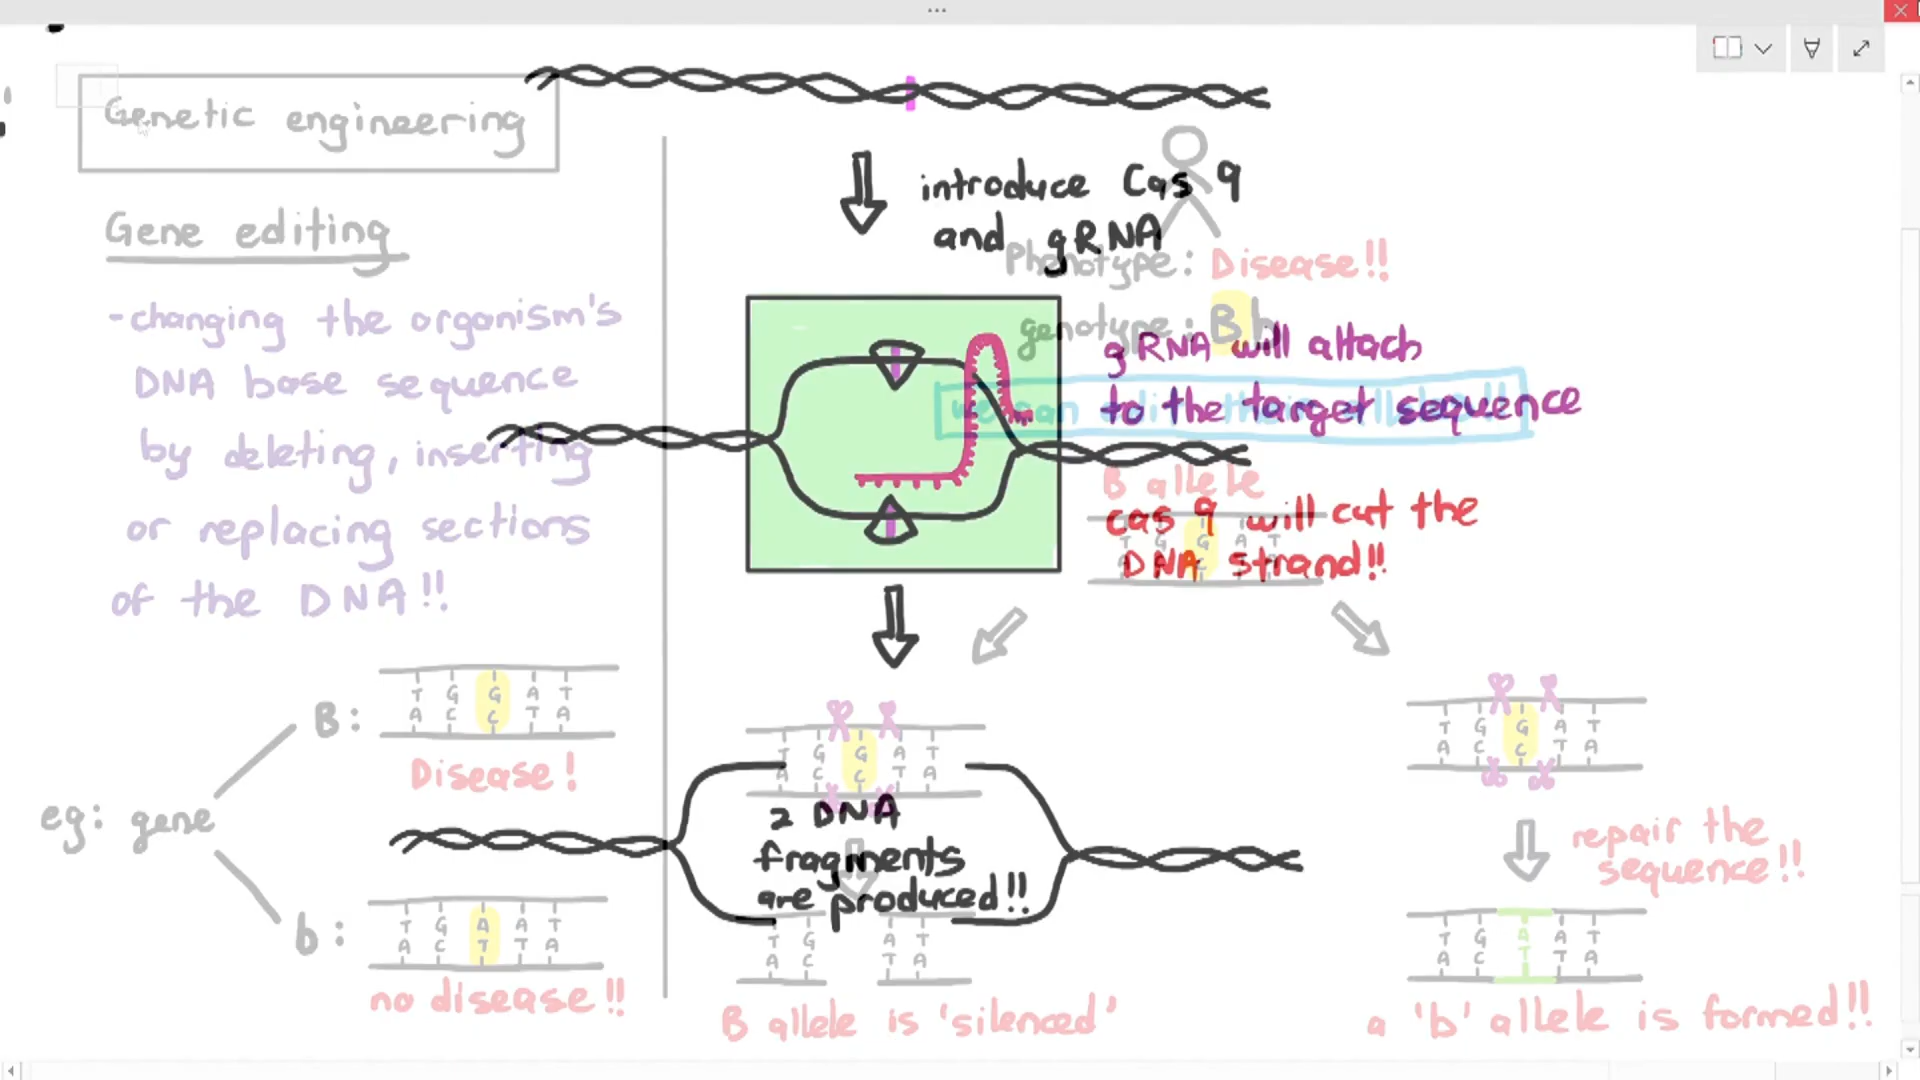 Genetic engineering
Gene editing
-changing the organism's
DNA base sequence
by deleting, inserting
or replacing sections
of the DNA!!
eg: gene
B:
T G G A T
A C C T A
Disease!
b:
T G A A T
A C T T A
no disease!!
introduce Cas 9
and gRNA
Phenotype: Disease!!
genotype: Bb
gRNA will attach
to the target sequence
B allele
cas 9 will cut the
DNA strand!!
T G G A T
A C C T A
2 DNA
fragments
are produced!!
T G A T
A C T A
B allele is 'silenced'
T G G A T
A C C T A
repair the
sequence!!
T G A A T
A C T T A
a 'b' allele is formed!!